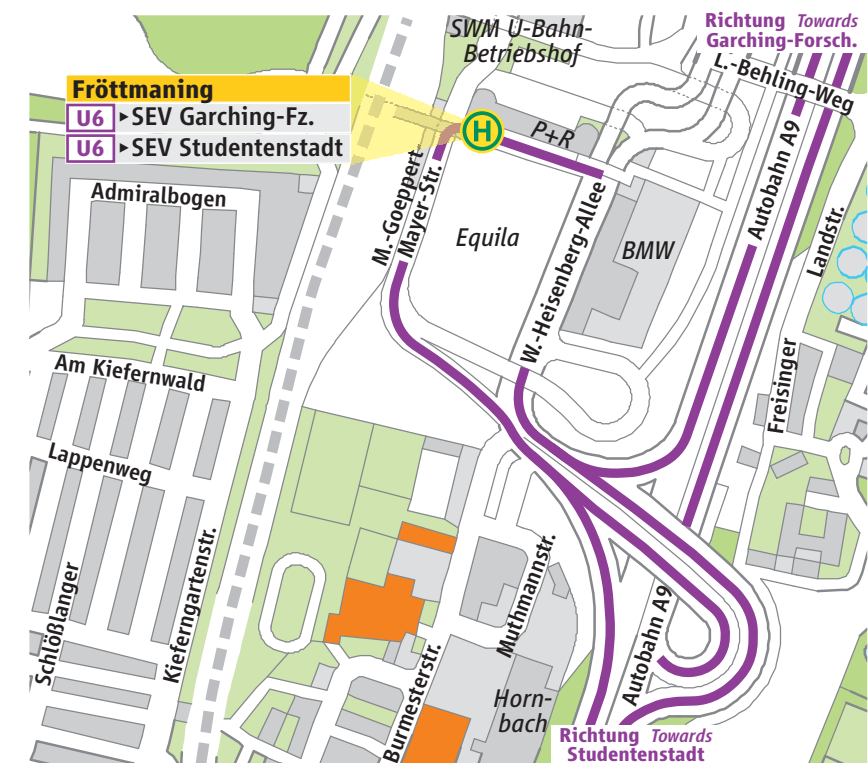 Richtung Towards
Garching-Forsch.
SWM U-Bahn-
Betriebshof
L.-Behling-Weg
Fröttmaning
U6 ▸SEV Garching-Fz.
U6 ▸SEV Studentenstadt
H
P+R
Autobahn A9
Admiralbogen
M.-Goeppert-
Mayer-Str.
Equila
W.-Heisenberg-Allee
BMW
Freisinger
Landstr.
Am Kiefernwald
Lappenweg
Schlößlanger
Kieferngartenstr.
Muthmannstr.
Burmesterstr.
Autobahn A9
Horn-
bach
Richtung Towards
Studentenstadt